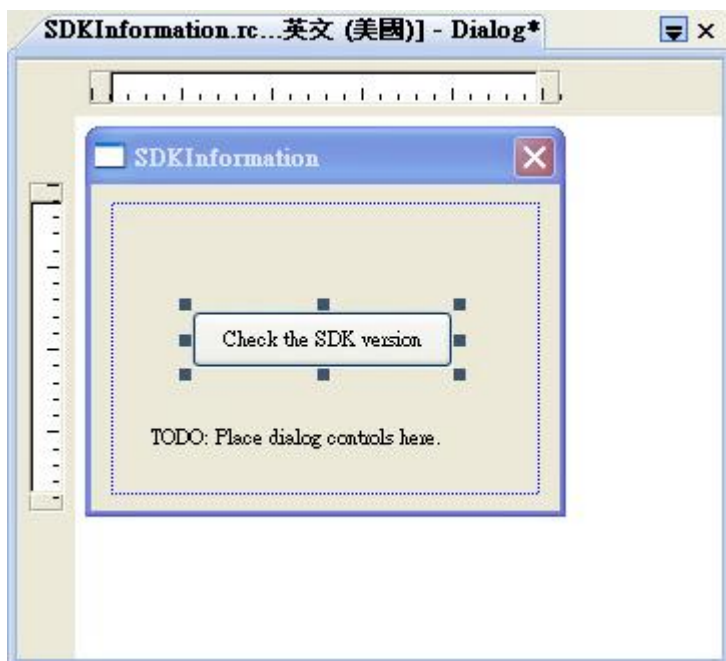 SDKInformation.rc...英文 (美國)] - Dialog*
SDKInformation
Check the SDK version
TODO: Place dialog controls here.